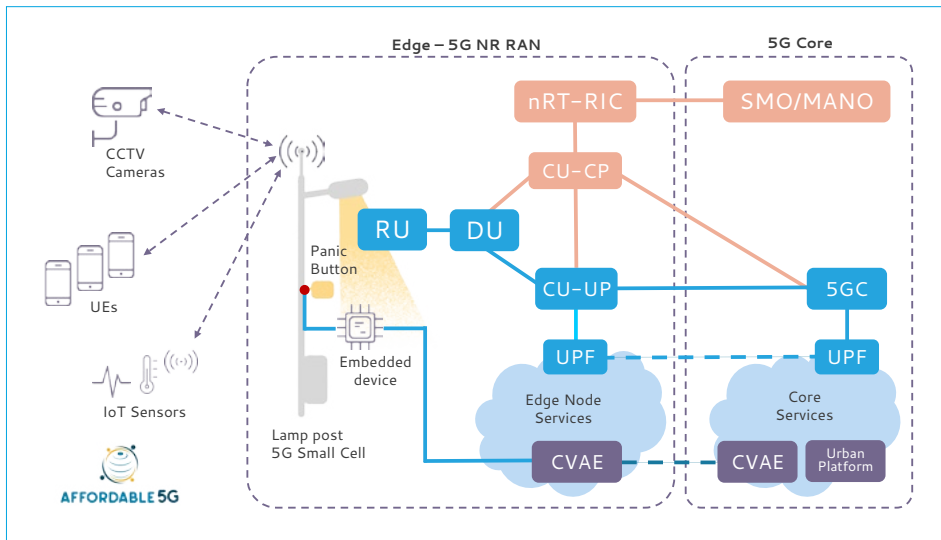 Edge – 5G NR RAN
5G Core
CCTV
Cameras
UEs
IoT Sensors
AFFORDABLE 5G
Panic
Button
Embedded
device
Lamp post
5G Small Cell
RU
DU
nRT-RIC
SMO/MANO
CU-CP
CU-UP
5GC
UPF
UPF
Edge Node
Services
Core
Services
CVAE
CVAE
Urban
Platform